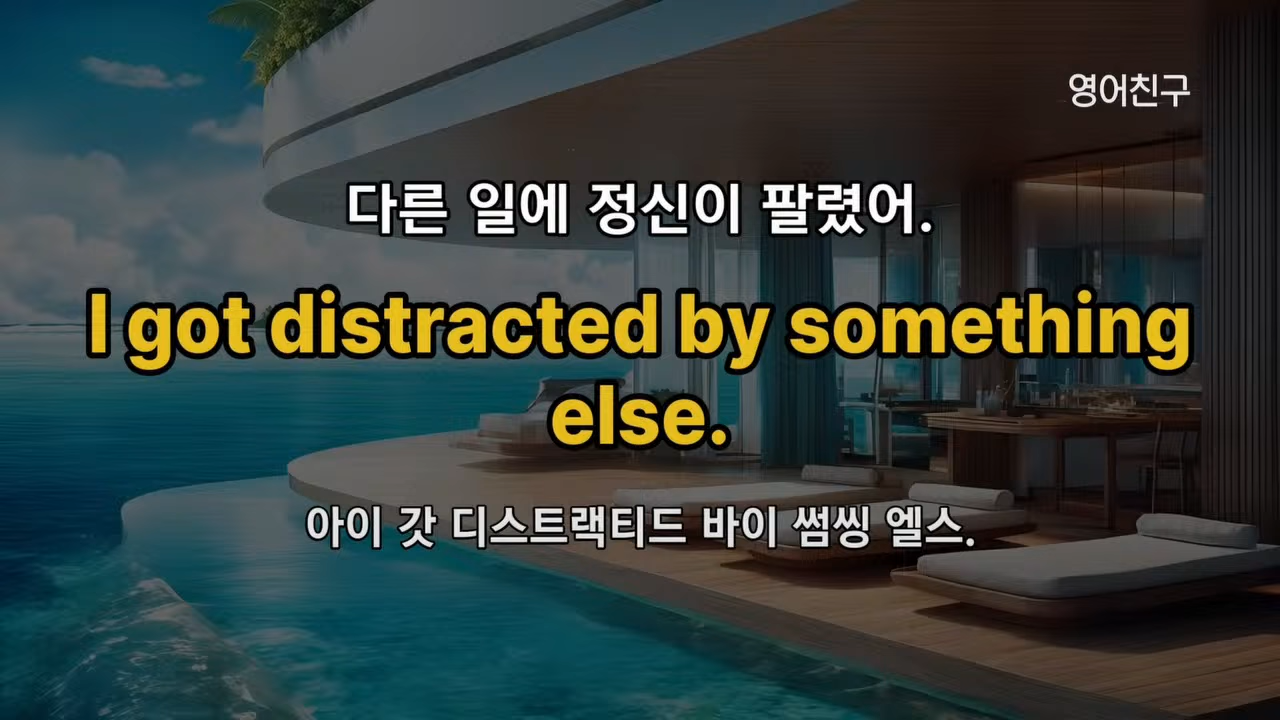 영어친구
다른 일에 정신이 팔렸어.
I got distracted by something
else.
아이 갓 디스트랙티드 바이 썸씽 엘스.